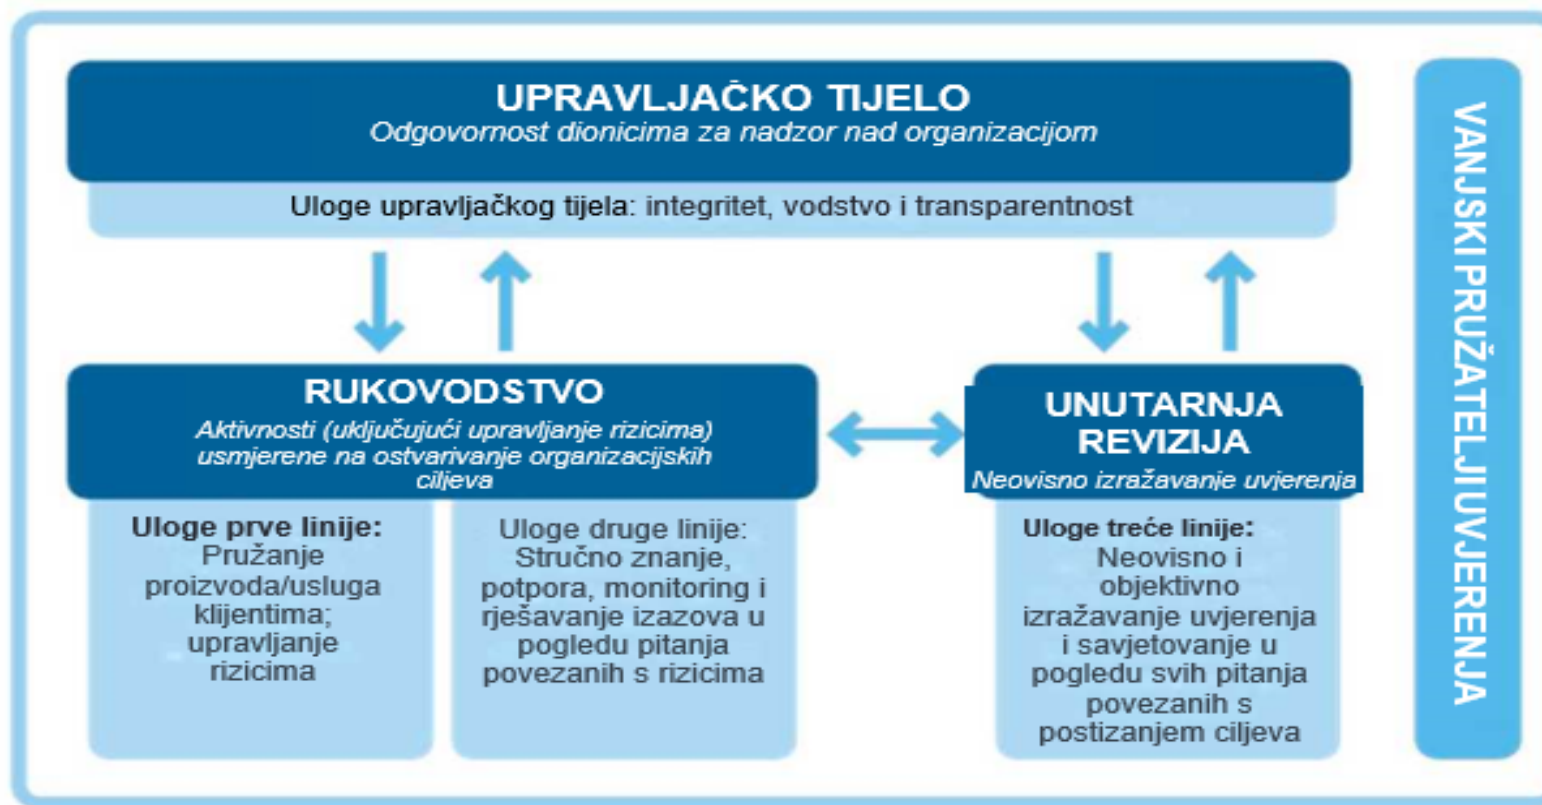 UPRAVLJAČKO TIJELO
Odgovornost dionicima za nadzor nad organizacijom
Uloge upravljačkog tijela: integritet, vodstvo i transparentnost
RUKOVODSTVO
Aktivnosti (uključujući upravljanje rizicima)
usmjerene na ostvarivanje organizacijskih
ciljeva
Uloge prve linije:
Pružanje
proizvoda/usluga
klijentima;
upravljanje
rizicima
Uloge druge linije:
Stručno znanje,
potpora, monitoring i
rješavanje izazova u
pogledu pitanja
povezanih s rizicima
UNUTARNJA
REVIZIJA
Neovisno izražavanje uvjerenja
Uloge treće linije:
Neovisno i
objektivno
izražavanje uvjerenja
i savjetovanje u
pogledu svih pitanja
povezanih s
postizanjem ciljeva
VANJSKI PRUŽATELJI UVJERENJA